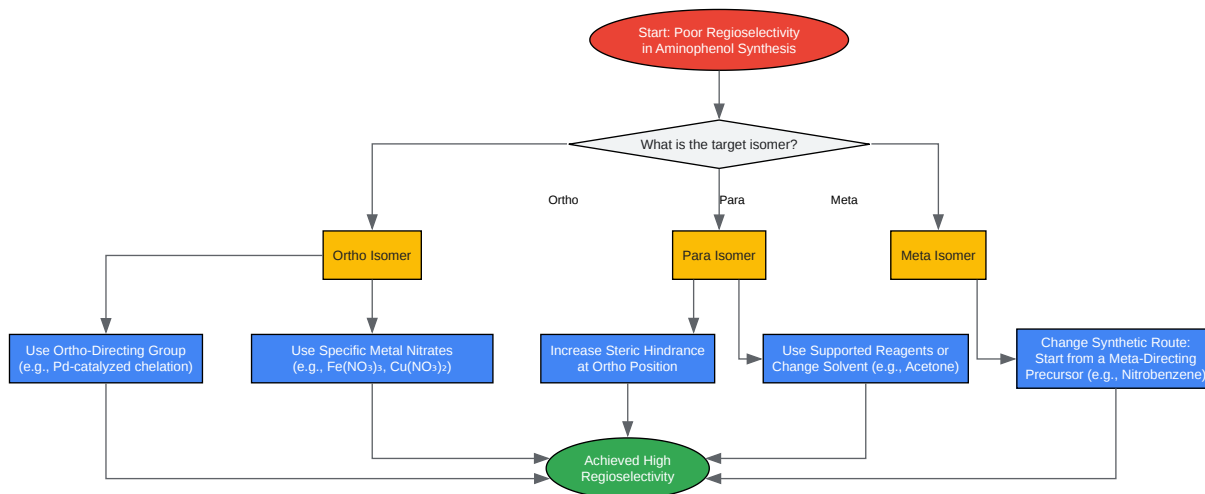 Start: Poor Regioselectivity
in Aminophenol Synthesis
What is the target isomer?
Ortho
Para
Meta
Ortho Isomer
Para Isomer
Meta Isomer
Use Ortho-Directing Group
(e.g., Pd-catalyzed chelation)
Use Specific Metal Nitrates
(e.g., Fe(NO₃)₃, Cu(NO₃)₂)
Increase Steric Hindrance
at Ortho Position
Use Supported Reagents or
Change Solvent (e.g., Acetone)
Change Synthetic Route:
Start from a Meta-Directing
Precursor (e.g., Nitrobenzene)
Achieved High
Regioselectivity